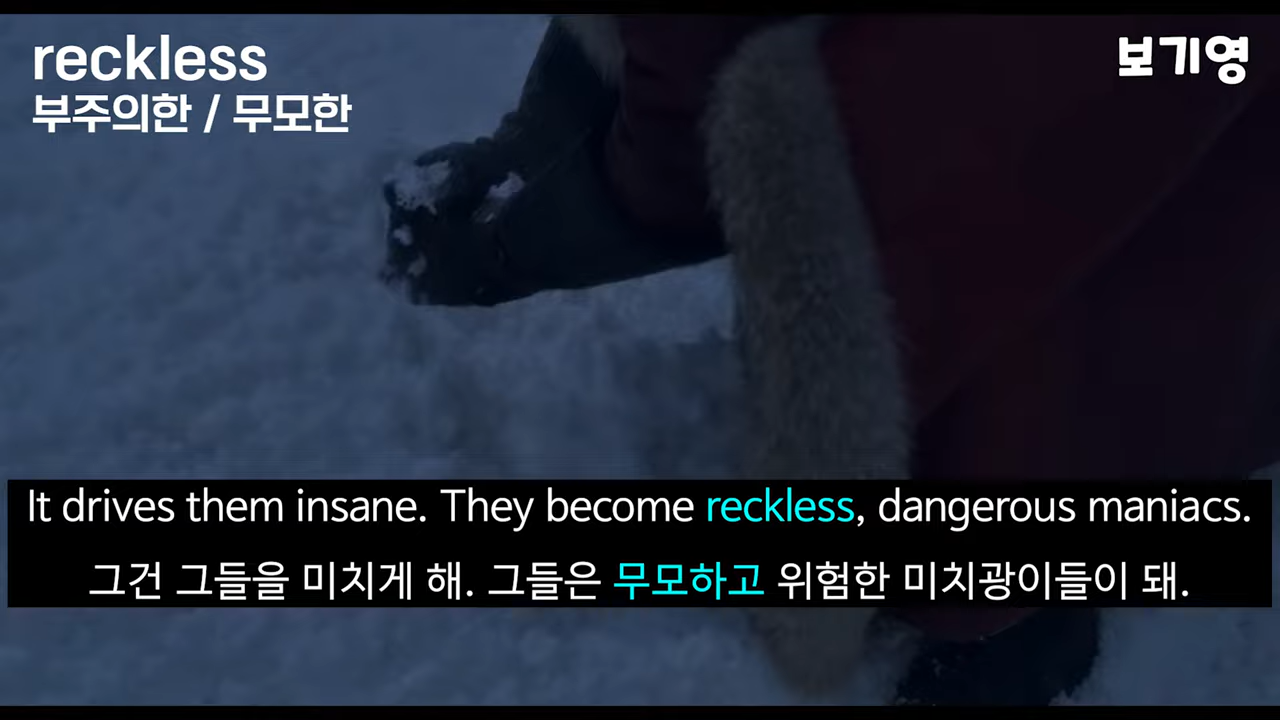 reckless
부주의한 / 무모한
보기영
It drives them insane. They become reckless, dangerous maniacs.
그건 그들을 미치게 해. 그들은 무모하고 위험한 미치광이들이 돼.